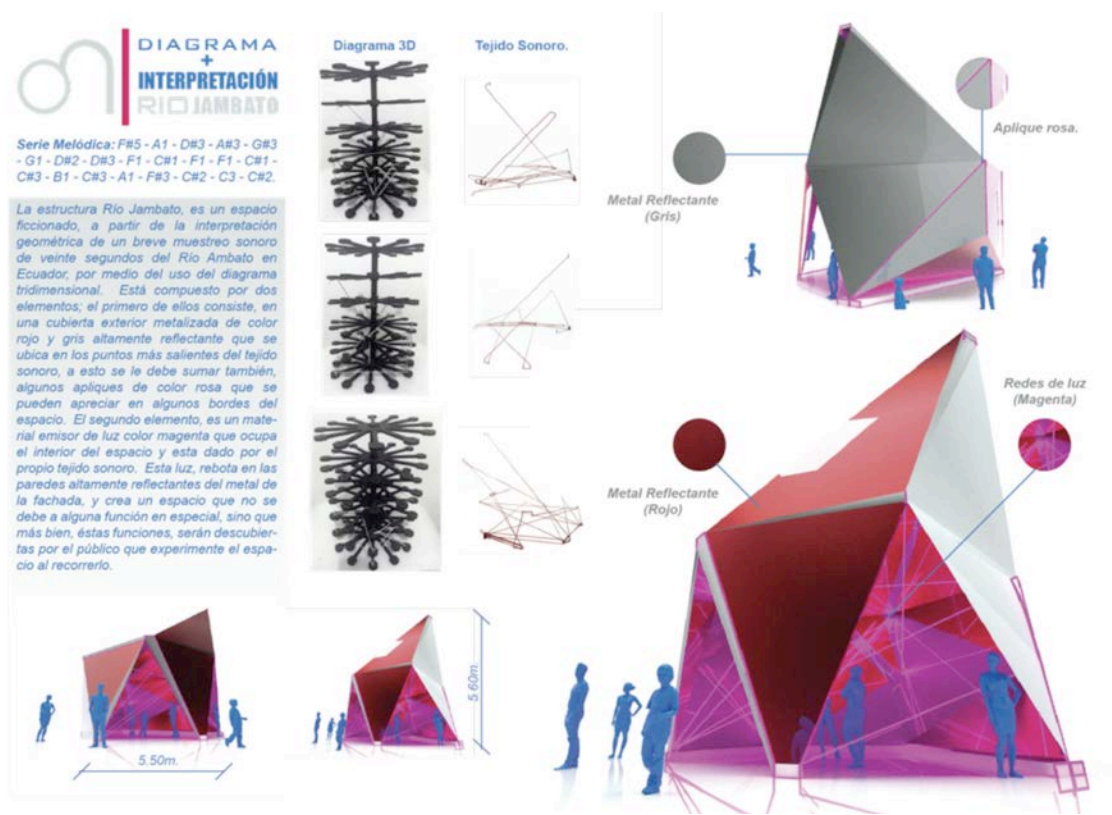 DIAGRAMA
+
INTERPRETACIÓN
RÍO JAMBATO
Serie Melódica: F#5 - A1 - D#3 - A#3 - G#3
- G1 - D#2 - D#3 - F1 - C#1 - F1 - F1 - C#1 -
C#3 - B1 - C#3 - A1 - F#3 - C#2 - C3 - C#2.
La estructura Río Jambato, es un espacio
ficcionado, a partir de la interpretación
geométrica de un breve muestreo sonoro
de veinte segundos del Río Ambato en
Ecuador, por medio del uso del diagrama
tridimensional. Está compuesto por dos
elementos; el primero de ellos consiste, en
una cubierta exterior metalizada de color
rojo y gris altamente reflectante que se
ubica en los puntos más salientes del tejido
sonoro, a esto se le debe sumar también,
algunos apliques de color rosa que se
pueden apreciar en algunos bordes del
espacio. El segundo elemento, es un mate-
rial emisor de luz color magenta que ocupa
el interior del espacio y esta dado por el
propio tejido sonoro. Esta luz, rebota en las
paredes altamente reflectantes del metal de
la fachada, y crea un espacio que no se
debe a alguna función en especial, sino que
más bien, éstas funciones, serán descubier-
tas por el público que experimente el espa-
cio al recorrerlo.
Diagrama 3D
Tejido Sonoro.
Aplique rosa.
Metal Reflectante
(Gris)
Redes de luz
(Magenta)
Metal Reflectante
(Rojo)
5.50m.
5.60m.